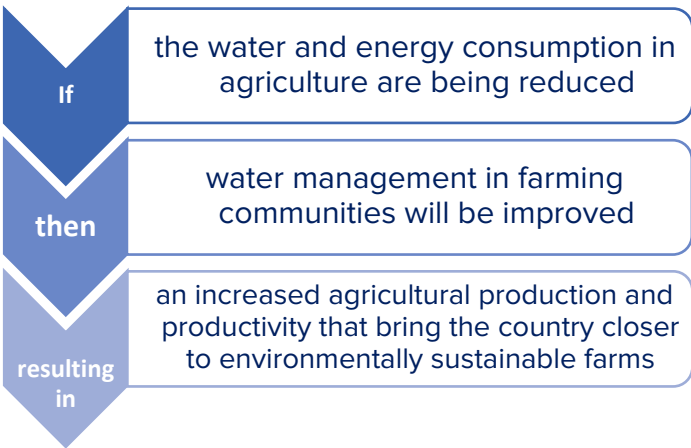 If
the water and energy consumption in
agriculture are being reduced
then
water management in farming
communities will be improved
resulting
in
an increased agricultural production and
productivity that bring the country closer
to environmentally sustainable farms